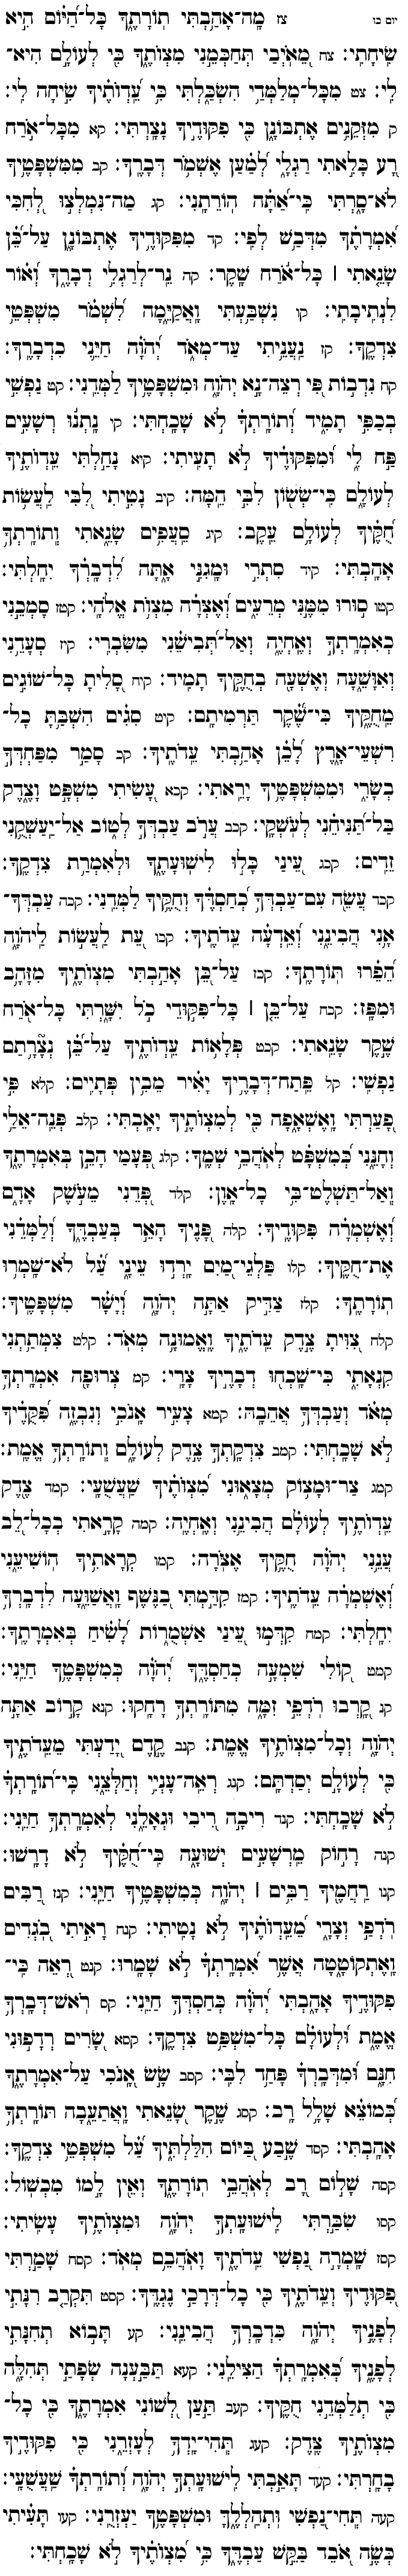 יום כו צז מָה־אָהַבְתִּי תוֹרָתֶךָ כָּל־הַיּוֹם הִיא
שִׂיחָתִי: צח מֵאֹיְבַי תְּחַכְּמֵנִי מִצְוֹתֶךָ כִּי לְעוֹלָם הִיא־
לִי: צט מִכָּל־מְלַמְּדַי הִשְׂכַּלְתִּי כִּי עֵדְוֹתֶיךָ שִׂיחָה לִי:
ק מִזְּקֵנִים אֶתְבּוֹנָן כִּי פִקּוּדֶיךָ נָצָרְתִּי: קא מִכָּל־אֹרַח
רָע כָּלִאתִי רַגְלָי לְמַעַן אֶשְׁמֹר דְּבָרֶךָ: קב מִמִּשְׁפָּטֶיךָ
לֹא־סָרְתִּי כִּי־אַתָּה הוֹרֵתָנִי: קג מַה־נִּמְלְצוּ לְחִכִּי
אִמְרָתֶךָ מִדְּבַשׁ לְפִי: קד מִפִּקּוּדֶיךָ אֶתְבּוֹנָן עַל־כֵּן
שָׂנֵאתִי | כָּל־אֹרַח שָׁקֶר: קה נֵר־לְרַגְלִי דְבָרֶךָ וְאוֹר
לִנְתִיבָתִי: קו נִשְׁבַּעְתִּי וָאֲקַיֵּמָה לִשְׁמֹר מִשְׁפְּטֵי
צִדְקֶךָ: קז נַעֲנֵיתִי עַד־מְאֹד יְהוָה חַיֵּנִי כִדְבָרֶךָ:
קח נִדְבוֹת פִּי רְצֵה־נָא יְהוָה וּמִשְׁפָּטֶיךָ לַמְּדֵנִי: קט נַפְשִׁי
בְכַפִּי תָמִיד וְתוֹרָתְךָ לֹא שָׁכָחְתִּי: קי נָתְנוּ רְשָׁעִים
פַּח לִי וּמִפִּקּוּדֶיךָ לֹא תָעִיתִי: קיא נָחַלְתִּי עֵדְוֹתֶיךָ
לְעוֹלָם כִּי־שְׂשׂוֹן לִבִּי הֵמָּה: קיב נָטִיתִי לִבִּי לַעֲשׂוֹת
חֻקֶּיךָ לְעוֹלָם עֵקֶב: קיג סֵעֲפִים שָׂנֵאתִי וְתוֹרָתְךָ
אָהָבְתִּי: קיד סִתְרִי וּמָגִנִּי אָתָּה לִדְבָרְךָ יִחָלְתִּי:
קטו סוּרוּ מִמֶּנִּי מְרֵעִים וְאֶצְּרָה מִצְוֹת אֱלֹהָי: קטז סָמְכֵנִי
כְאִמְרָתְךָ וְאֶחְיֶה וְאַל־תְּבִישֵׁנִי מִשִּׂבְרִי: קיז סְעָדֵנִי
וְאִוָּשֵׁעָה וְאֶשְׁעָה בְחֻקֶּיךָ תָמִיד: קיח סָלִיתָ כָּל־שׁוֹגִים
מֵחֻקֶּיךָ כִּי־שֶׁקֶר תַּרְמִיתָם: קיט סִגִים הִשְׁבַּתָּ כָל־
רִשְׁעֵי־אָרֶץ לָכֵן אָהַבְתִּי עֵדֹתֶיךָ: קכ סָמַר מִפַּחְדְּךָ
בְשָׂרִי וּמִמִּשְׁפָּטֶיךָ יָרֵאתִי: קכא עָשִׂיתִי מִשְׁפָּט וָצֶדֶק
בַּל־תַּנִּיחֵנִי לְעֹשְׁקָי: קכב עֲרֹב עַבְדְּךָ לְטוֹב אַל־יַעַשְׁקֻנִי
זֵדִים: קכג עֵינַי כָּלוּ לִישׁוּעָתֶךָ וּלְאִמְרַת צִדְקֶךָ:
קכד עֲשֵׂה עִם־עַבְדְּךָ כְחַסְדֶּךָ וְחֻקֶּיךָ לַמְּדֵנִי: קכה עַבְדְּךָ־
אָנִי הֲבִינֵנִי וְאֵדְעָה עֵדֹתֶיךָ: קכו עֵת לַעֲשׂוֹת לַיהוָה
הֵפֵרוּ תּוֹרָתֶךָ: קכז עַל־כֵּן אָהַבְתִּי מִצְוֹתֶיךָ מִזָּהָב
וּמִפָּז: קכח עַל־כֵּן | כָּל־פִּקּוּדֵי כֹל יִשָּׁרְתִּי כָּל־אֹרַח
שֶׁקֶר שָׂנֵאתִי: קכט פְּלָאוֹת עֵדְוֹתֶיךָ עַל־כֵּן נְצָרָתַם
נַפְשִׁי: קל פֵּתַח־דְּבָרֶיךָ יָאִיר מֵבִין פְּתָיִים: קלא פִּי
פָעַרְתִּי וָאֶשְׁאָפָה כִּי לְמִצְוֹתֶיךָ יָאָבְתִּי: קלב פְּנֵה־אֵלַי
וְחָנֵּנִי כְּמִשְׁפָּט לְאֹהֲבֵי שְׁמֶךָ: קלג פְּעָמַי הָכֵן בְּאִמְרָתֶךָ
וְאַל־תַּשְׁלֶט־בִּי כָל־אָוֶן: קלד פְּדֵנִי מֵעֹשֶׁק אָדָם
וְאֶשְׁמְרָה פִּקּוּדֶיךָ: קלה פָּנֶיךָ הָאֵר בְּעַבְדֶּךָ וְלַמְּדֵנִי
אֶת־חֻקֶּיךָ: קלו פַּלְגֵי־מַיִם יָרְדוּ עֵינָי עַל לֹא־שָׁמְרוּ
תוֹרָתֶךָ: קלז צַדִּיק אַתָּה יְהוָה וְיָשָׁר מִשְׁפָּטֶיךָ:
קלח צִוִּיתָ צֶדֶק עֵדֹתֶיךָ וֶאֱמוּנָה מְאֹד: קלט צִמְּתַתְנִי
קִנְאָתִי כִּי־שָׁכְחוּ דְבָרֶיךָ צָרָי: קמ צְרוּפָה אִמְרָתְךָ
מְאֹד וְעַבְדְּךָ אֲהֵבָהּ: קמא צָעִיר אָנֹכִי וְנִבְזֶה פִּקֻּדֶיךָ
לֹא שָׁכָחְתִּי: קמב צִדְקָתְךָ צֶדֶק לְעוֹלָם וְתוֹרָתְךָ אֱמֶת:
קמג צַר־וּמָצוֹק מְצָאוּנִי מִצְוֹתֶיךָ שַׁעֲשֻׁעָי: קמד צֶדֶק
עֵדְוֹתֶיךָ לְעוֹלָם הֲבִינֵנִי וְאֶחְיֶה: קמה קָרָאתִי בְכָל־לֵב
עֲנֵנִי יְהוָה חֻקֶּיךָ אֶצֹּרָה: קמו קְרָאתִיךָ הוֹשִׁיעֵנִי
וְאֶשְׁמְרָה עֵדֹתֶיךָ: קמז קִדַּמְתִּי בַנֶּשֶׁף וָאֲשַׁוֵּעָה לִדְבָרְךָ
יִחָלְתִּי: קמח קִדְּמוּ עֵינַי אַשְׁמֻרוֹת לָשִׂיחַ בְּאִמְרָתֶךָ:
קמט קוֹלִי שִׁמְעָה כְחַסְדֶּךָ יְהוָה כְּמִשְׁפָּטֶךָ חַיֵּנִי:
קנ קָרְבוּ רֹדְפֵי זִמָּה מִתּוֹרָתְךָ רָחָקוּ: קנא קָרוֹב אַתָּה
יְהוָה וְכָל־מִצְוֹתֶיךָ אֱמֶת: קנב קֶדֶם יָדַעְתִּי מֵעֵדֹתֶיךָ
כִּי לְעוֹלָם יְסַדְתָּם: קנג רְאֵה־עָנְיִי וְחַלְּצֵנִי כִּי־תוֹרָתְךָ
לֹא שָׁכָחְתִּי: קנד רִיבָה רִיבִי וּגְאָלֵנִי לְאִמְרָתְךָ חַיֵּנִי:
קנה רָחוֹק מֵרְשָׁעִים יְשׁוּעָה כִּי־חֻקֶּיךָ לֹא דָרָשׁוּ:
קנו רַחֲמֶיךָ רַבִּים | יְהוָה כְּמִשְׁפָּטֶיךָ חַיֵּנִי: קנז רַבִּים
רֹדְפַי וְצָרָי מֵעֵדְוֹתֶיךָ לֹא נָטִיתִי: קנח רָאִיתִי בֹגְדִים
וָאֶתְקוֹטָטָה אֲשֶׁר אִמְרָתְךָ לֹא שָׁמָרוּ: קנט רְאֵה כִּי־
פִקּוּדֶיךָ אָהָבְתִּי יְהוָה כְּחַסְדְּךָ חַיֵּנִי: קס רֹאשׁ־דְּבָרְךָ
אֱמֶת וּלְעוֹלָם כָּל־מִשְׁפַּט צִדְקֶךָ: קסא שָׂרִים רְדָפוּנִי
חִנָּם וּמִדְּבָרְךָ פָּחַד לִבִּי: קסב שָׂשׂ אָנֹכִי עַל־אִמְרָתֶךָ
כְּמוֹצֵא שָׁלָל רָב: קסג שֶׁקֶר שָׂנֵאתִי וַאֲתַעֵבָה תּוֹרָתְךָ
אָהָבְתִּי: קסד שֶׁבַע בַּיּוֹם הִלַּלְתִּיךָ עַל מִשְׁפְּטֵי צִדְקֶךָ:
קסה שָׁלוֹם רָב לְאֹהֲבֵי תוֹרָתֶךָ וְאֵין לָמוֹ מִכְשׁוֹל:
קסו שִׂבַּרְתִּי לִישׁוּעָתְךָ יְהוָה וּמִצְוֹתֶיךָ עָשִׂיתִי:
קסז שָׁמְרָה נַפְשִׁי עֵדֹתֶיךָ וָאֹהֲבֵם מְאֹד: קסח שָׁמַרְתִּי
פִקּוּדֶיךָ וְעֵדֹתֶיךָ כִּי כָל־דְּרָכַי נֶגְדֶּךָ: קסט תִּקְרַב רִנָּתִי
לְפָנֶיךָ יְהוָה כִּדְבָרְךָ הֲבִינֵנִי: קע תָּבוֹא תְחִנָּתִי
לְפָנֶיךָ כְּאִמְרָתְךָ הַצִּילֵנִי: קעא תַּבַּעְנָה שְׂפָתַי תְּהִלָּה
כִּי תְלַמְּדֵנִי חֻקֶּיךָ: קעב תַּעַן לְשׁוֹנִי אִמְרָתֶךָ כִּי כָל־
מִצְוֹתֶיךָ צֶּדֶק: קעג תְּהִי־יָדְךָ לְעָזְרֵנִי כִּי פִקּוּדֶיךָ
בָחָרְתִּי: קעד תָּאַבְתִּי לִישׁוּעָתְךָ יְהוָה וְתוֹרָתְךָ שַׁעֲשֻׁעָי:
קעה תְּחִי־נַפְשִׁי וּתְהַלְלֶךָּ וּמִשְׁפָּטֶךָ יַעֲזְרֻנִי: קעו תָּעִיתִי
כְּשֶׂה אֹבֵד בַּקֵּשׁ עַבְדֶּךָ כִּי מִצְוֹתֶיךָ לֹא שָׁכָחְתִּי: